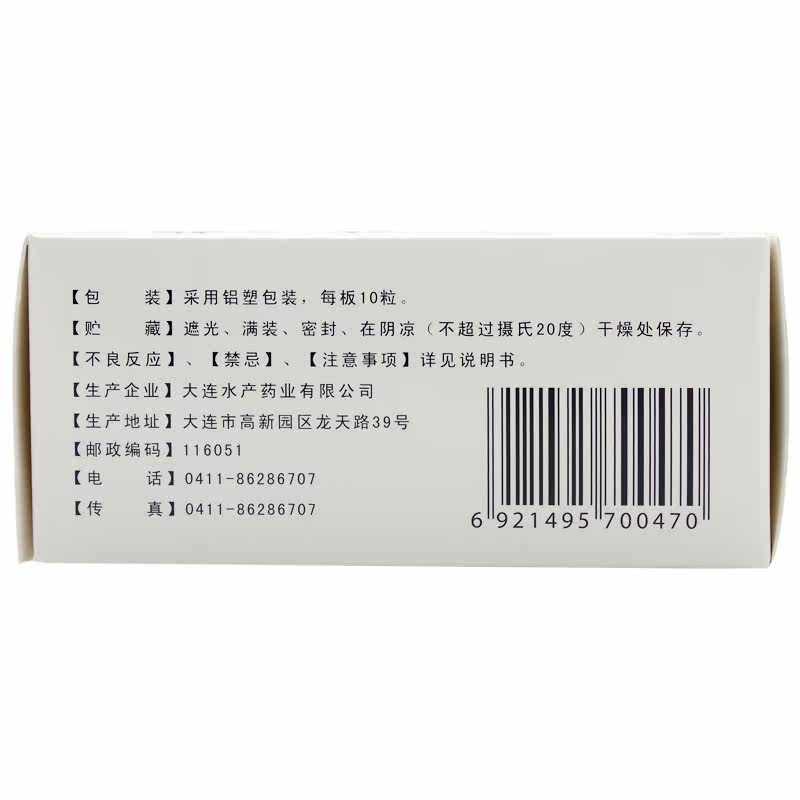 【包 装】采用铝塑包装，每板10粒。
【贮 藏】遮光、满装、密封、在阴凉（不超过摄氏20度）干燥处保存。
【不良反应】、【禁忌】、【注意事项】详见说明书。
【生产企业】大连水产药业有限公司
【生产地址】大连市高新园区龙天路39号
【邮政编码】116051
【电 话】0411-86286707
【传 真】0411-86286707
6 921495 700470